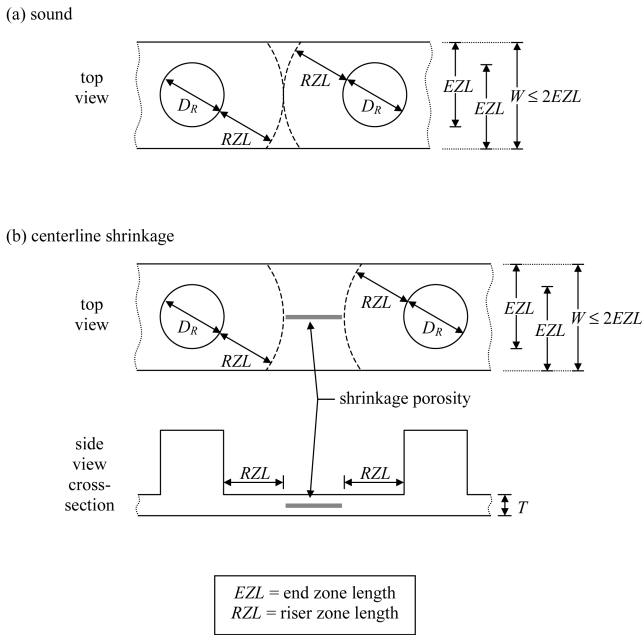 (a) sound
top
view
D_R
RZL
RZL
D_R
EZL
EZL
W ≤ 2EZL
(b) centerline shrinkage
top
view
D_R
RZL
RZL
D_R
EZL
EZL
W ≤ 2EZL
shrinkage porosity
side
view
cross-
section
RZL
RZL
T
EZL = end zone length
RZL = riser zone length